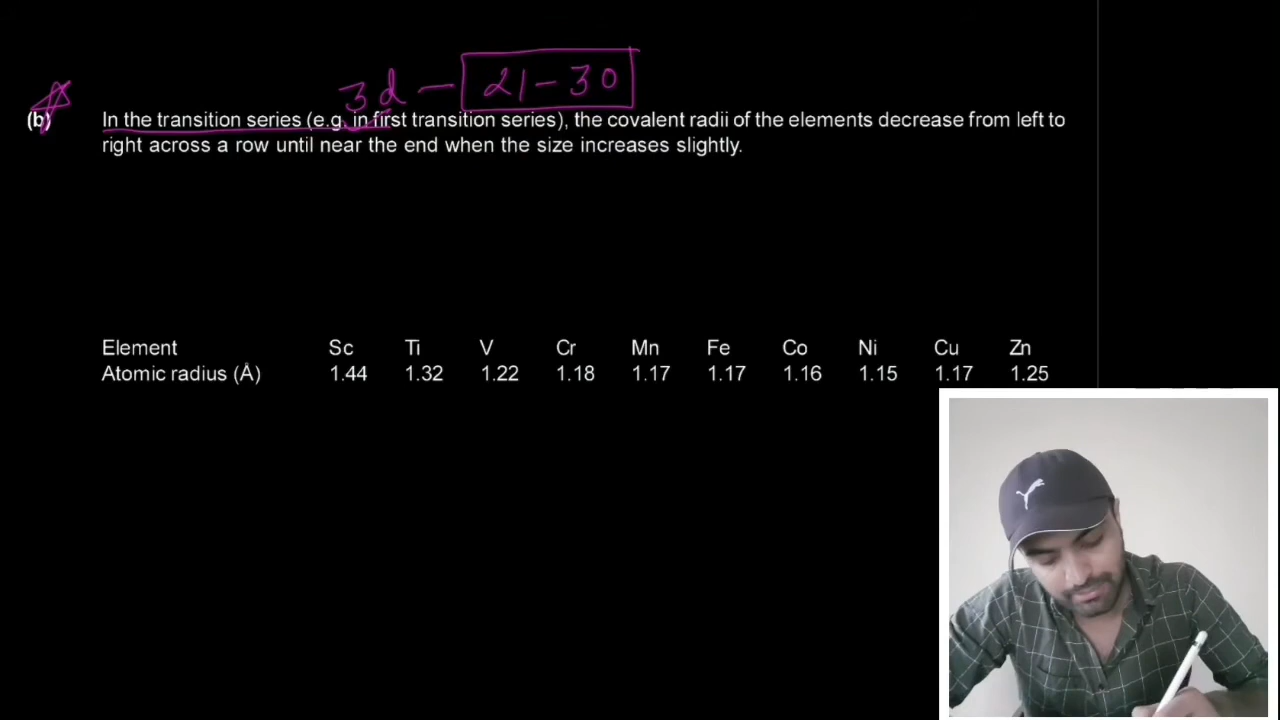 3d - 21-30
(b) In the transition series (e.g. in first transition series), the covalent radii of the elements decrease from left to
right across a row until near the end when the size increases slightly.
Element Sc Ti V Cr Mn Fe Co Ni Cu Zn
Atomic radius (Å) 1.44 1.32 1.22 1.18 1.17 1.17 1.16 1.15 1.17 1.25